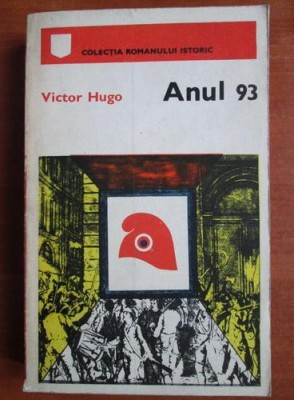 COLECȚIA ROMANULUI ISTORIC
Victor Hugo
Anul 93